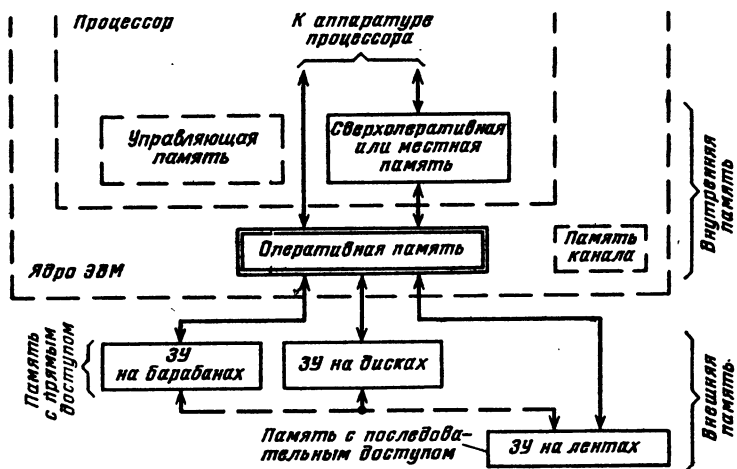 Процессор
К аппаратуре
процессора
Управляющая
память
Сверхоперативная
или местная
память
Внутренняя
память
Оперативная память
Память
канала
Ядро ЭВМ
Память
с прямым
доступом
ЗУ
на барабанах
ЗУ на дисках
Внешняя
память
Память с последова-
тельным доступом
ЗУ на лентах